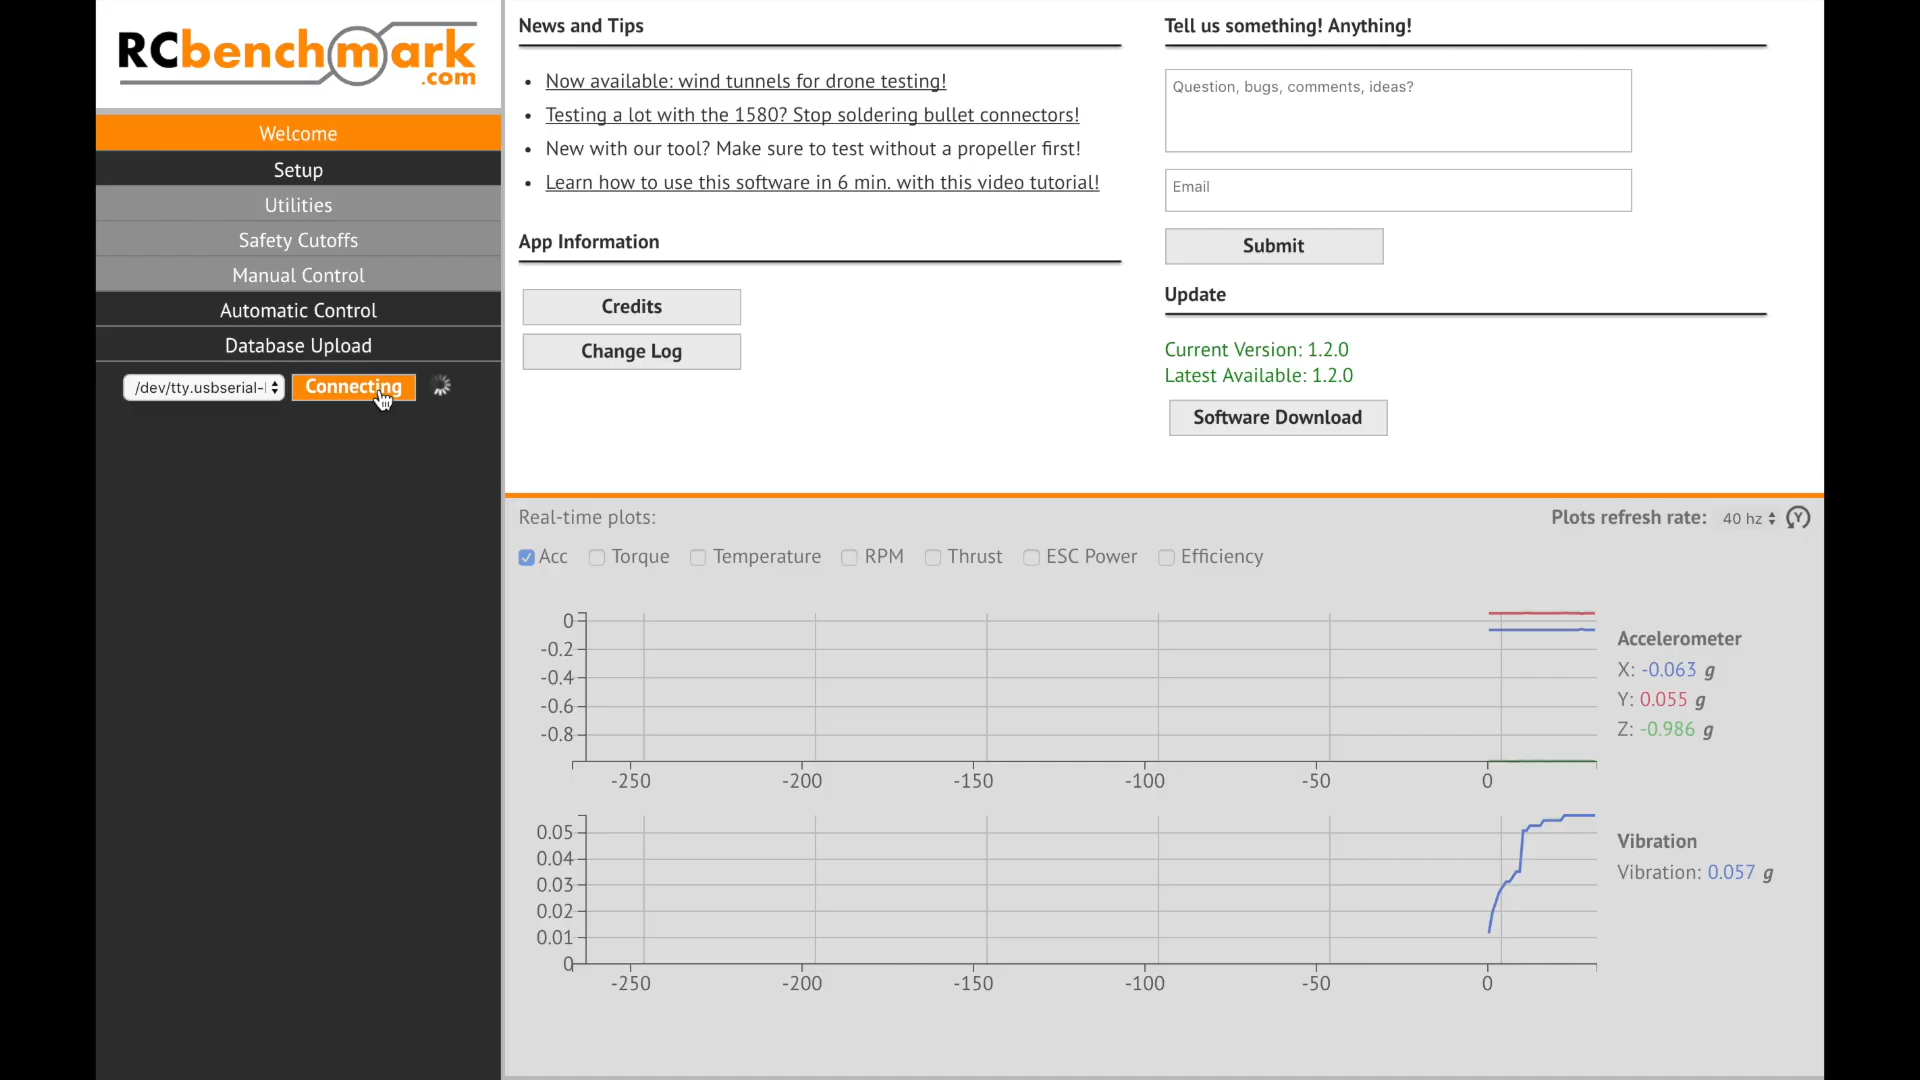 RCbenchmark
.com
Welcome
Setup
Utilities
Safety Cutoffs
Manual Control
Automatic Control
Database Upload
/dev/tty.usbserial-
Connecting
News and Tips
Now available: wind tunnels for drone testing!
Testing a lot with the 1580? Stop soldering bullet connectors!
New with our tool? Make sure to test without a propeller first!
Learn how to use this software in 6 min. with this video tutorial!
App Information
Credits
Change Log
Tell us something! Anything!
Question, bugs, comments, ideas?
Email
Submit
Update
Current Version: 1.2.0
Latest Available: 1.2.0
Software Download
Real-time plots:
Plots refresh rate: 40 hz
Y
Acc Torque Temperature RPM Thrust ESC Power Efficiency
0
-0.2
-0.4
-0.6
-0.8
-250 -200 -150 -100 -50 0
Accelerometer
X: -0.063 g
Y: 0.055 g
Z: -0.986 g
0.05
0.04
0.03
0.02
0.01
0
-250 -200 -150 -100 -50 0
Vibration
Vibration: 0.057 g